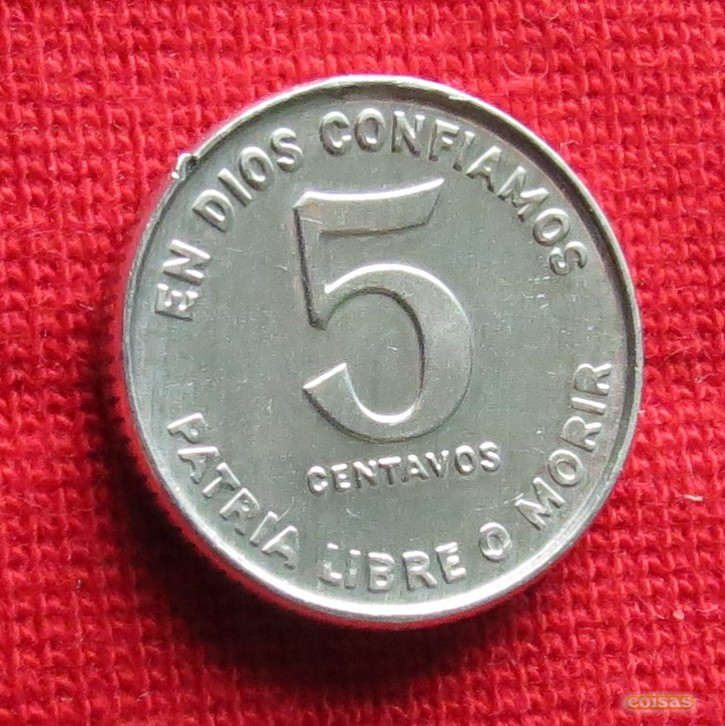 EN DIOS CONFIAMOS
5
CENTAVOS
PATRIA LIBRE O MORIR
coisas